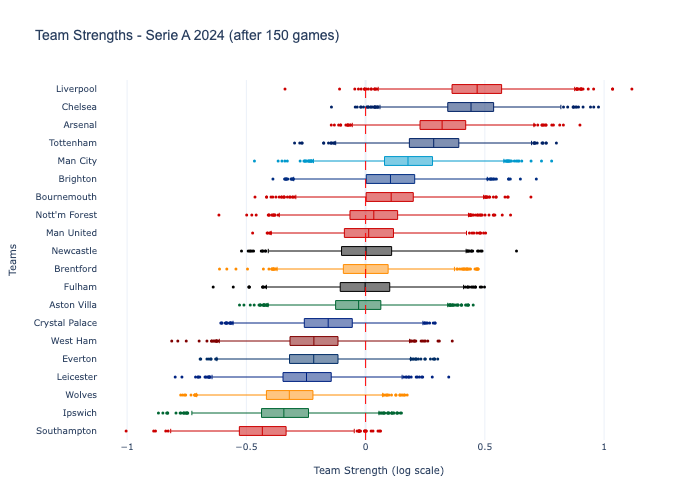 Team Strengths - Serie A 2024 (after 150 games)
Teams
Liverpool
Chelsea
Arsenal
Tottenham
Man City
Brighton
Bournemouth
Nott'm Forest
Man United
Newcastle
Brentford
Fulham
Aston Villa
Crystal Palace
West Ham
Everton
Leicester
Wolves
Ipswich
Southampton
−1 −0.5 0 0.5 1
Team Strength (log scale)